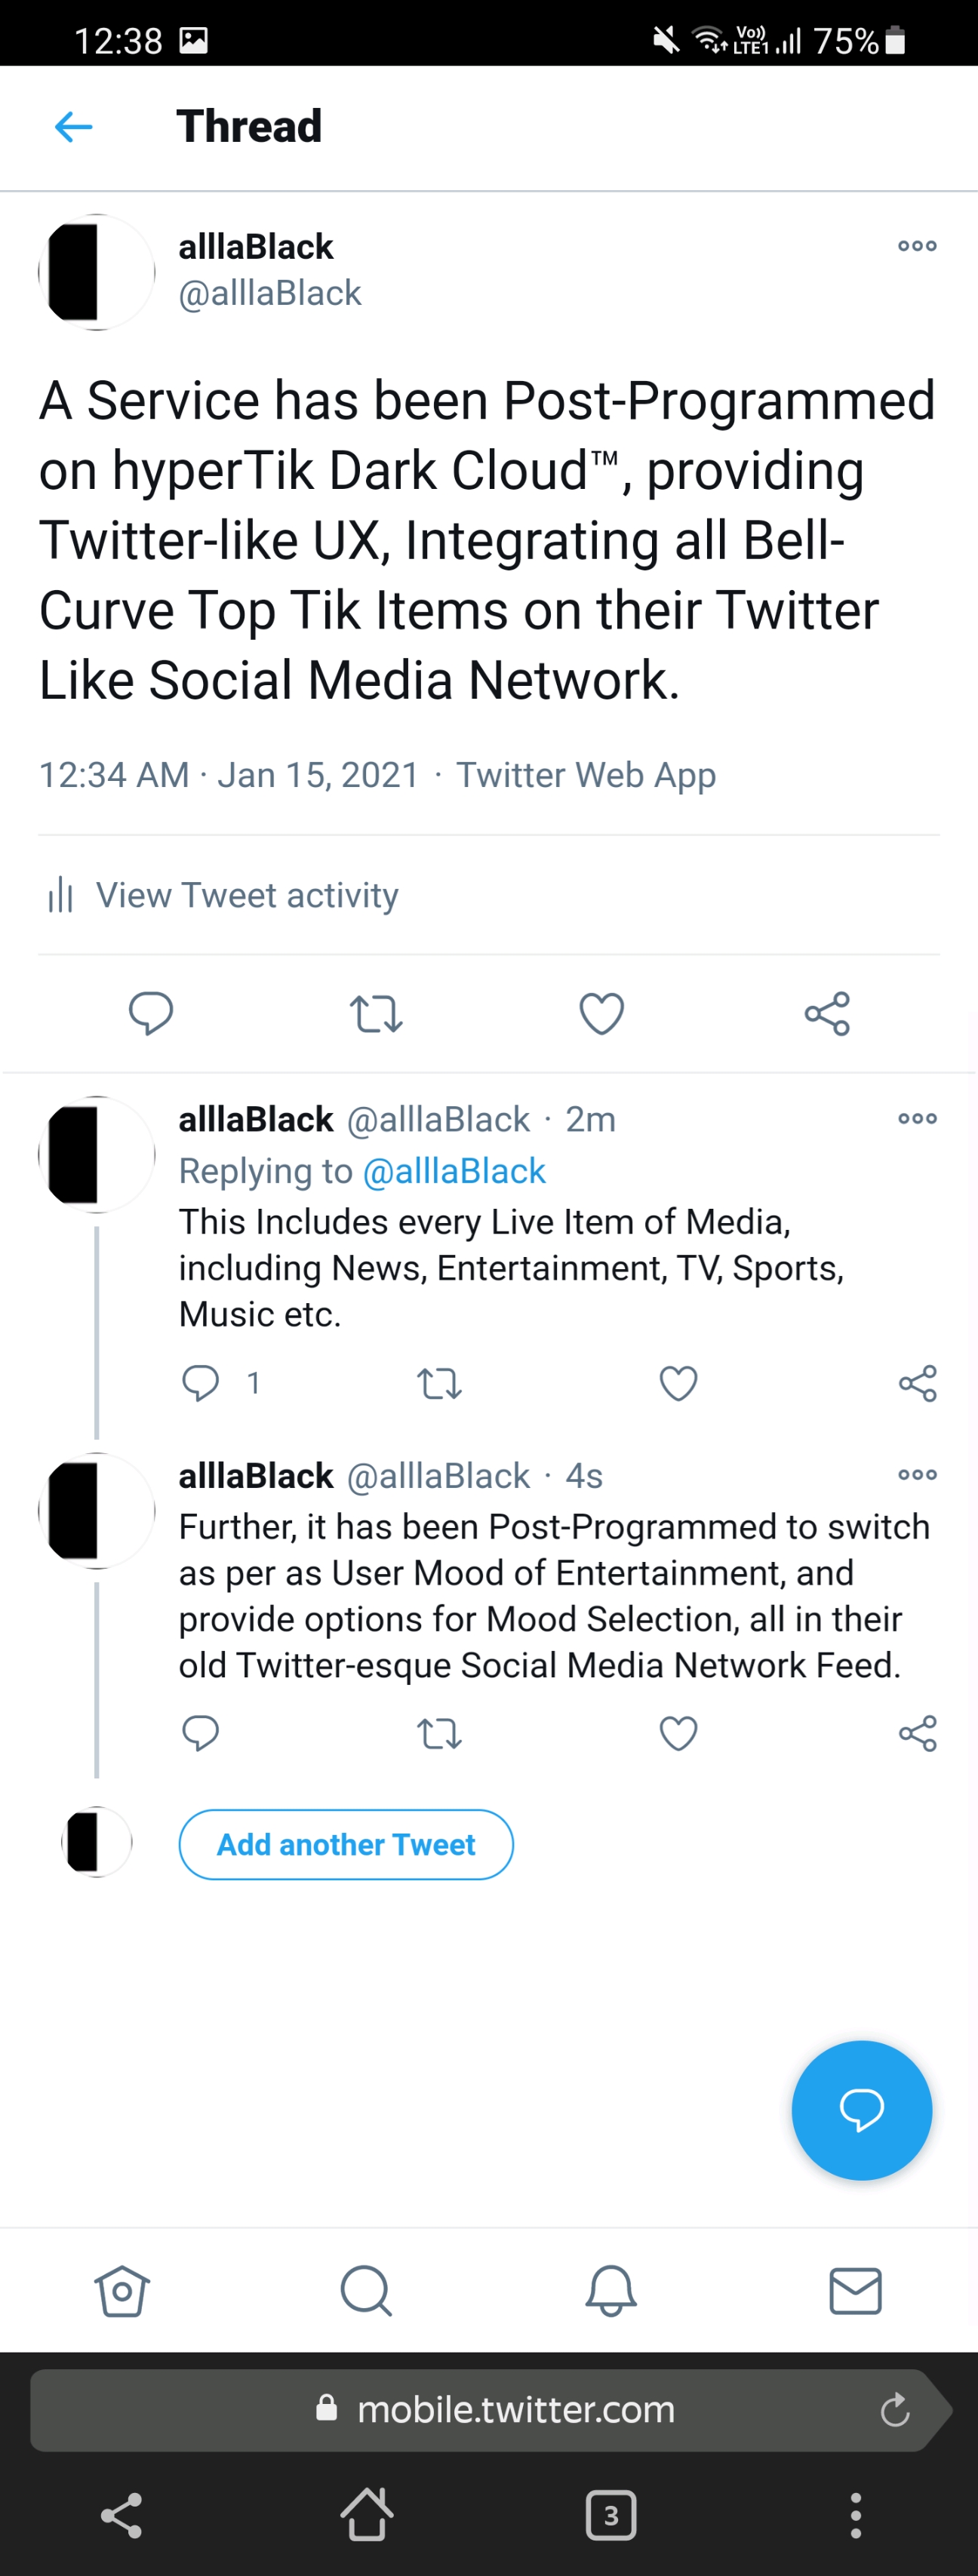 12:38
Vo)) LTE1 75%
Thread
alllaBlack
@alllaBlack
A Service has been Post-Programmed
on hyperTik Dark Cloud™, providing
Twitter-like UX, Integrating all Bell-
Curve Top Tik Items on their Twitter
Like Social Media Network.
12:34 AM · Jan 15, 2021 · Twitter Web App
View Tweet activity
alllaBlack @alllaBlack · 2m
Replying to @alllaBlack
This Includes every Live Item of Media,
including News, Entertainment, TV, Sports,
Music etc.
1
alllaBlack @alllaBlack · 4s
Further, it has been Post-Programmed to switch
as per as User Mood of Entertainment, and
provide options for Mood Selection, all in their
old Twitter-esque Social Media Network Feed.
Add another Tweet
mobile.twitter.com
3